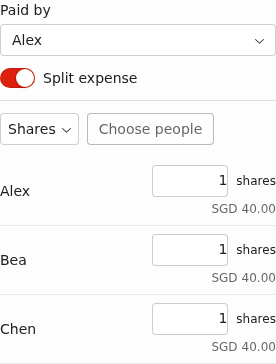 Paid by
Alex
Split expense
Shares Choose people
Alex 1 shares
SGD 40.00
Bea 1 shares
SGD 40.00
Chen 1 shares
SGD 40.00